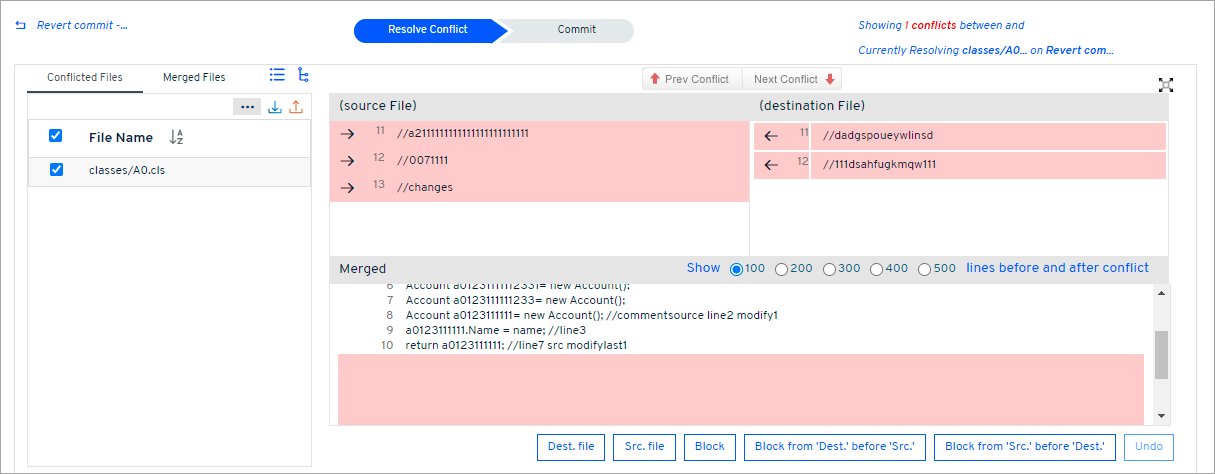 Revert commit -...
Resolve Conflict
Commit
Showing 1 conflicts between and
Currently Resolving classes/A0... on Revert com...
Conflicted Files
Merged Files
Prev Conflict
Next Conflict
...
File Name
classes/A0.cls
(source File)
(destination File)
12 //0071111
13 //changes
11 //dadgspoueywlinsd
12 //111dsahfugkmqw111
Merged
Show 100 200 300 400 500 lines before and after conflict
6 Account a0123111112331= new Account();
7 Account a0123111111233= new Account();
8 Account a0123111111= new Account(); //commentsource line2 modify1
9 a0123111111.Name = name; //line3
10 return a0123111111; //line7 src modifylast1
Dest. file
Src. file
Block
Block from 'Dest.' before 'Src.'
Block from 'Src.' before 'Dest.'
Undo